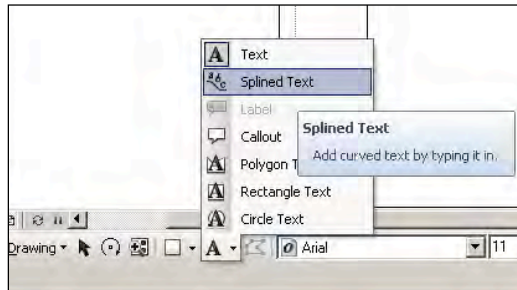 Text
Splined Text
Label
Splined Text
Callout
Add curved text by typing it in.
Polygon T
Rectangle Text
Circle Text
Drawing
Arial
11